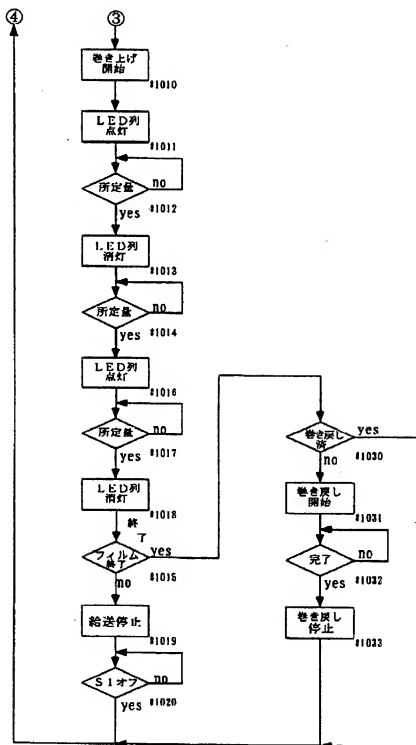 ④
③
巻き上げ
開始
#1010
LED列
点灯
#1011
所定量
no
yes
#1012
LED列
消灯
#1013
所定量
no
yes
#1014
LED列
点灯
#1016
所定量
no
yes
#1017
LED列
消灯
#1018
終
了
フィルム
終了
yes
no
#1015
給送停止
#1019
S1オフ
no
yes
#1020
巻き戻し
済
yes
no
#1030
巻き戻し
開始
#1031
完了
no
yes
#1032
巻き戻し
停止
#1033